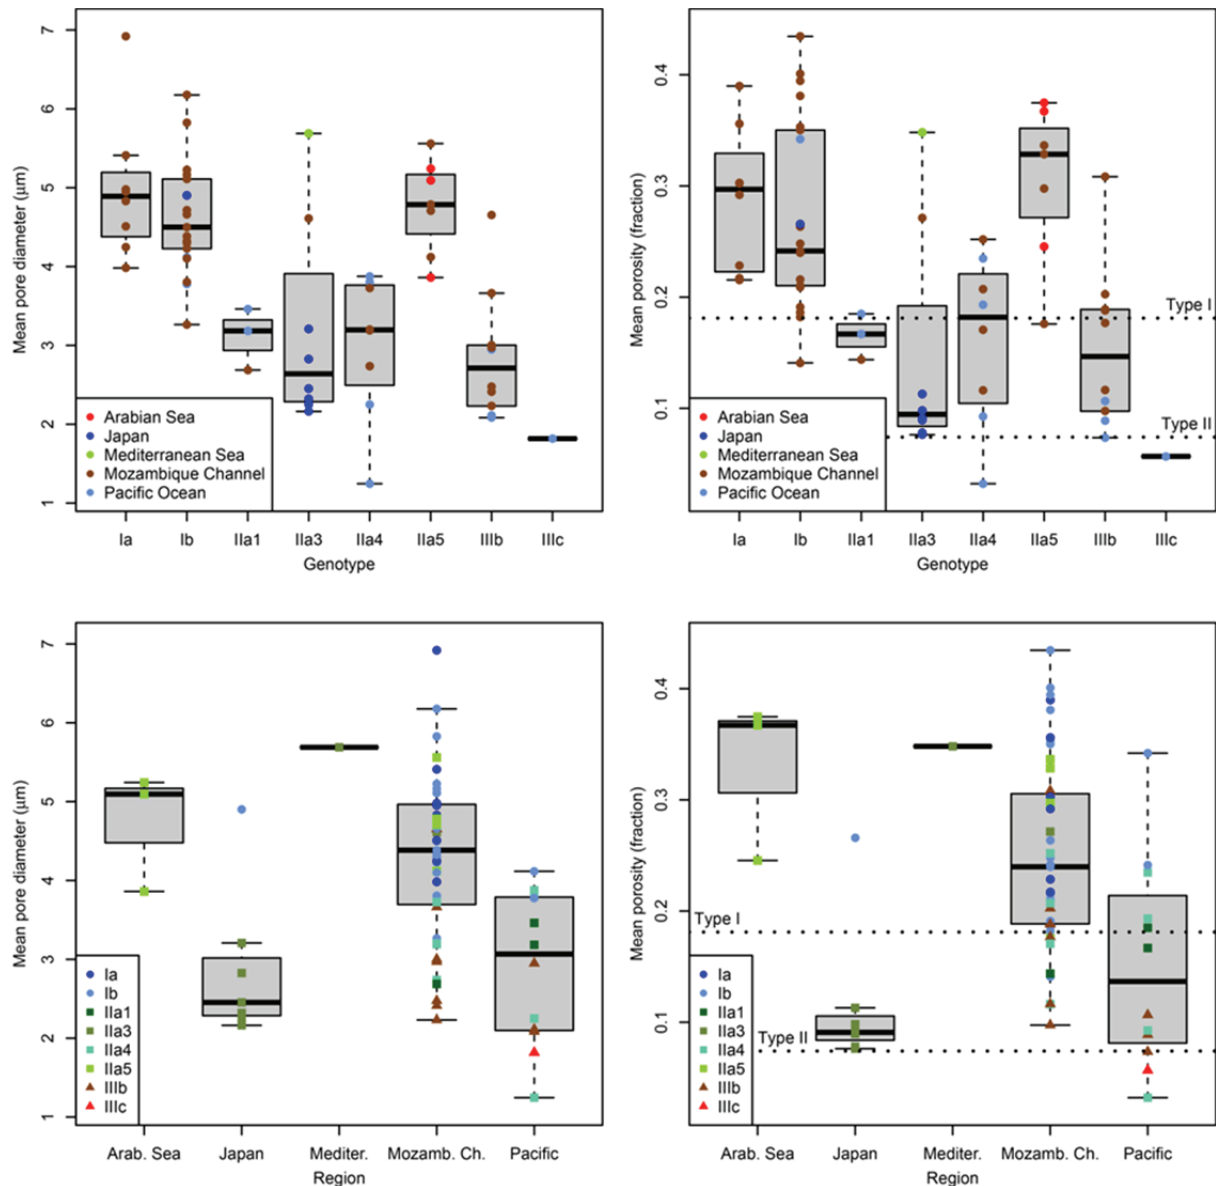 7
6
5
4
3
2
1
Mean pore diameter (μm)
Arabian Sea
Japan
Mediterranean Sea
Mozambique Channel
Pacific Ocean
Ia Ib IIa1 IIa3 IIa4 IIa5 IIIb IIIc
Genotype
0.4
0.3
0.2
0.1
Mean porosity (fraction)
Type I
Type II
Arabian Sea
Japan
Mediterranean Sea
Mozambique Channel
Pacific Ocean
Ia Ib IIa1 IIa3 IIa4 IIa5 IIIb IIIc
Genotype
7
6
5
4
3
2
1
Mean pore diameter (μm)
Ia
Ib
IIa1
IIa3
IIa4
IIa5
IIIb
IIIc
Arab. Sea Japan Mediter. Mozamb. Ch. Pacific
Region
0.4
0.3
0.2
0.1
Mean porosity (fraction)
Type I
Type II
Ia
Ib
IIa1
IIa3
IIa4
IIa5
IIIb
IIIc
Arab. Sea Japan Mediter. Mozamb. Ch. Pacific
Region